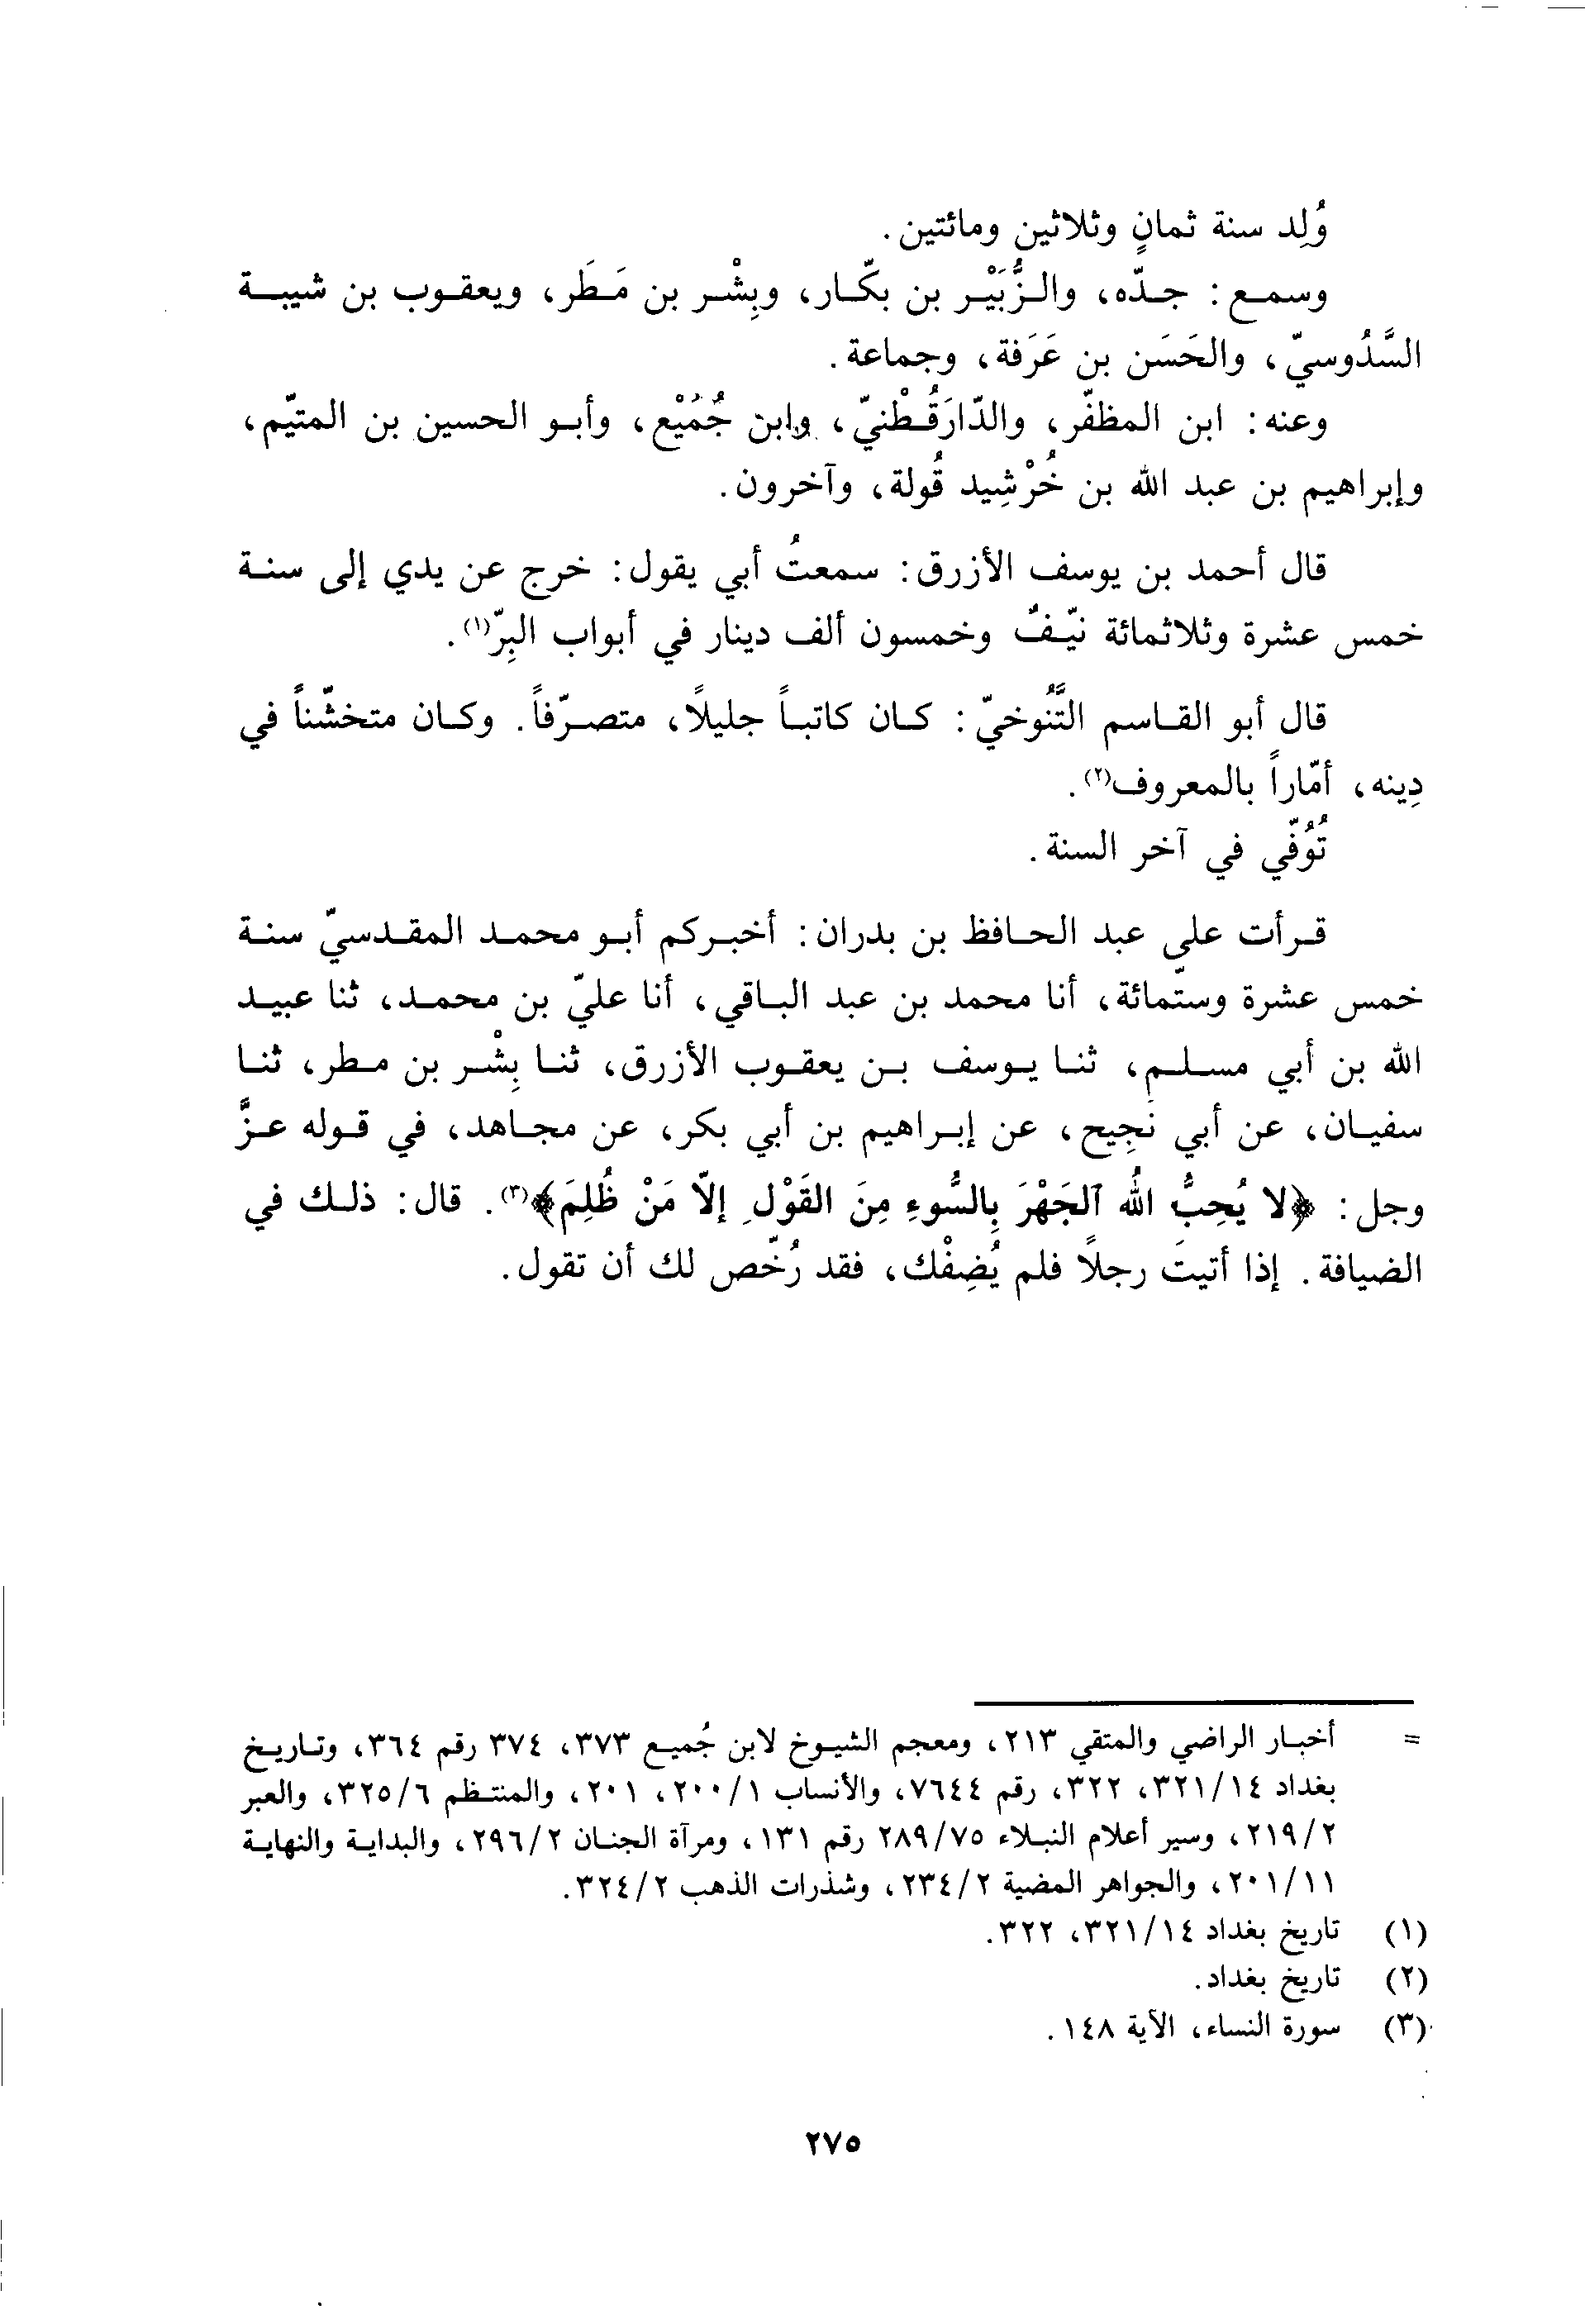 وُلِد سنة ثمانٍ وثلاثين ومائتين.
وسمع: جدّه، والزُّبَيْر بن بكّار، وبِشْر بن مَطَر، ويعقوب بن شيبة
السَّدُوسيّ، والحَسَن بن عَرَفة، وجماعة.
وعنه: ابن المظفّر، والدّارَقُطْنيّ، وابن جُمَيْع، وأبو الحسين بن المتيّم،
وإبراهيم بن عبد الله بن خُرْشِيد قُولة، وآخرون.
قال أحمد بن يوسف الأزرق: سمعتُ أبي يقول: خرج عن يدي إلى سنة
خمس عشرة وثلاثمائة نيّفٌ وخمسون ألف دينار في أبواب البِرّ(١).
قال أبو القاسم التَّنُوخيّ: كان كاتباً جليلاً، متصرّفاً. وكان متخشّناً في
دِينه، أمّاراً بالمعروف(٢).
تُوُفّي في آخر السنة.
قرأت على عبد الحافظ بن بدران: أخبركم أبو محمد المقدسيّ سنة
خمس عشرة وستّمائة، أنا محمد بن عبد الباقي، أنا عليّ بن محمد، ثنا عبيد
الله بن أبي مسلم، ثنا يوسف بن يعقوب الأزرق، ثنا بِشْر بن مطر، ثنا
سفيان، عن أبي نَجِيح، عن إبراهيم بن أبي بكر، عن مجاهد، في قوله عزَّ
وجل: ﴿لا يُحِبُّ اللهُ ٱلجَهْرَ بِالسُّوءِ مِنَ القَوْلِ إلّا مَنْ ظُلِمَ﴾(٣). قال: ذلك في
الضيافة. إذا أتيتَ رجلاً فلم يُضِفْك، فقد رُخّص لك أن تقول.
= أخبار الراضي والمتقي ٢١٣، ومعجم الشيوخ لابن جُميع ٣٧٣، ٣٧٤ رقم ٣٦٤، وتاريخ
بغداد ٣٢١/١٤، ٣٢٢، رقم ٧٦٤٤، والأنساب ٢٠٠/١، ٢٠١، والمنتظم ٣٢٥/٦، والعبر
٢١٩/٢، وسير أعلام النبلاء ٢٨٩/٧٥ رقم ١٣١، ومرآة الجنان ٢٩٦/٢، والبداية والنهاية
٢٠١/١١، والجواهر المضية ٢٣٤/٢، وشذرات الذهب ٣٢٤/٢.
(١) تاريخ بغداد ٣٢١/١٤، ٣٢٢.
(٢) تاريخ بغداد.
(٣) سورة النساء، الآية ١٤٨.
٢٧٥